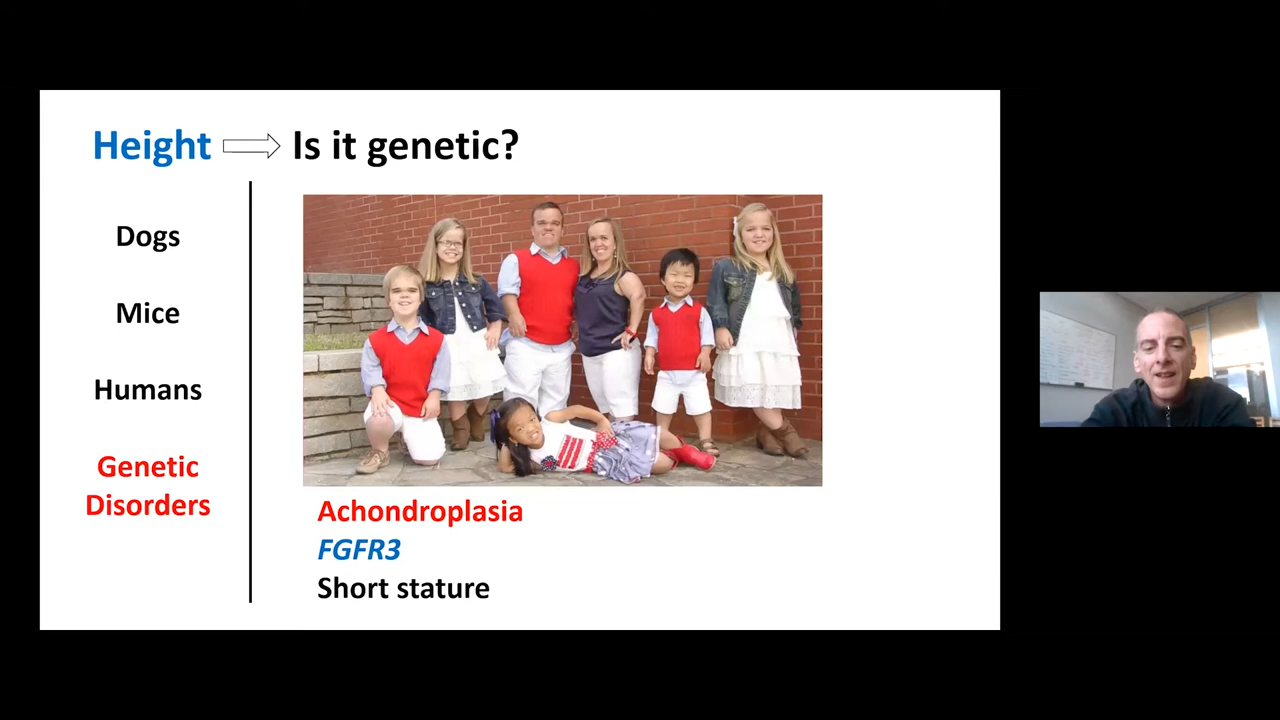 Height Is it genetic?
Dogs
Mice
Humans
Genetic
Disorders
Achondroplasia
FGFR3
Short stature